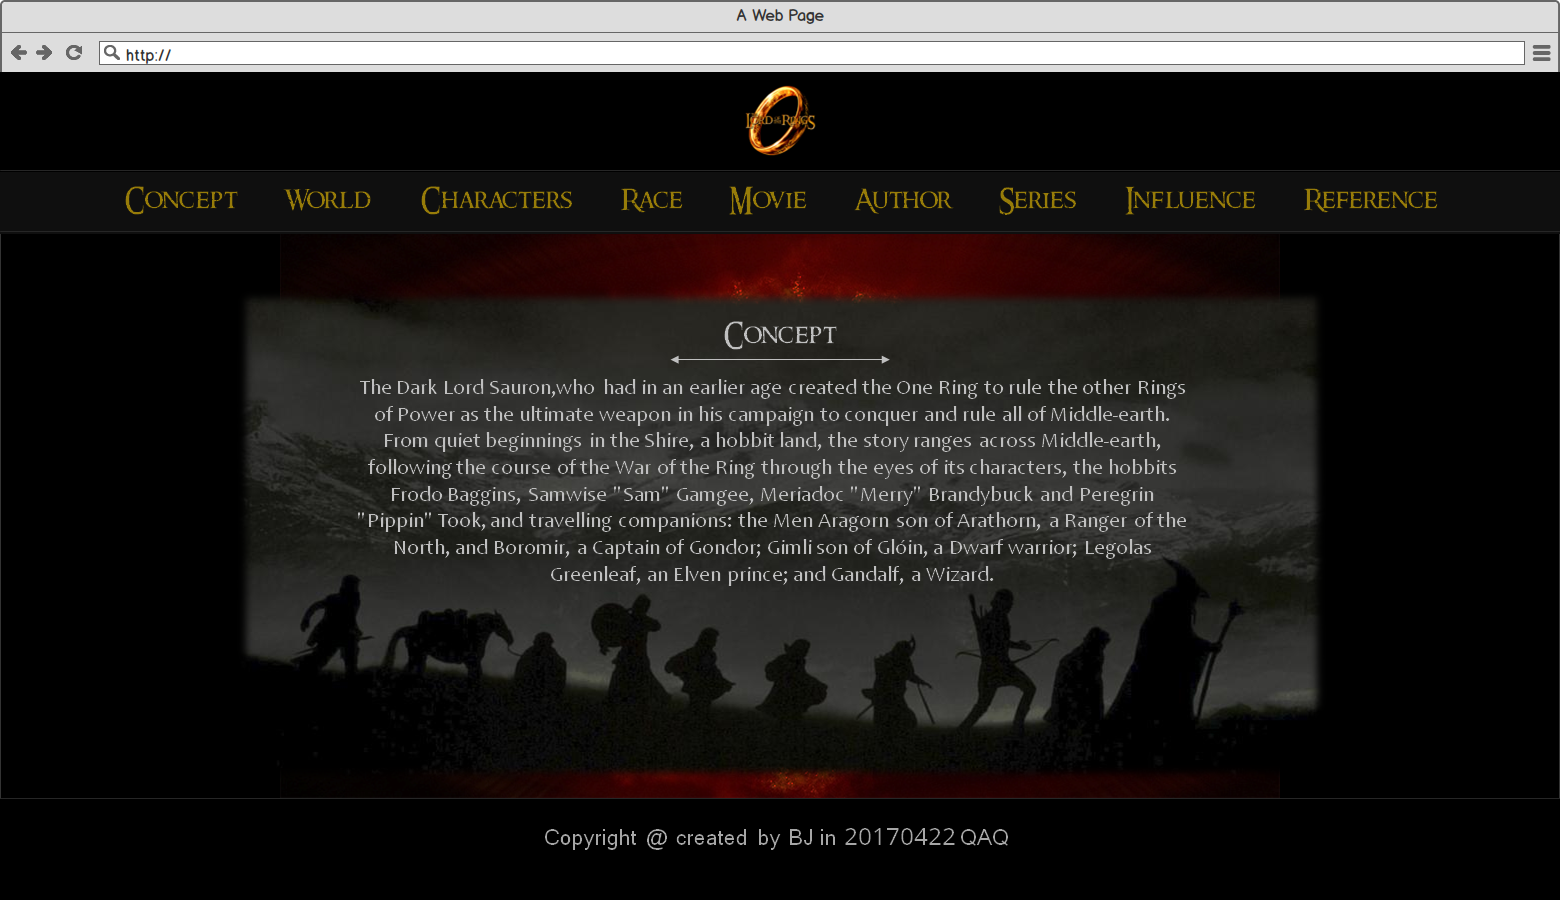 A Web Page
http://
LORD OF THE RINGS
CONCEPT WORLD CHARACTERS RACE MOVIE AUTHOR SERIES INFLUENCE REFERENCE
CONCEPT
The Dark Lord Sauron,who had in an earlier age created the One Ring to rule the other Rings
of Power as the ultimate weapon in his campaign to conquer and rule all of Middle-earth.
From quiet beginnings in the Shire, a hobbit land, the story ranges across Middle-earth,
following the course of the War of the Ring through the eyes of its characters, the hobbits
Frodo Baggins, Samwise "Sam" Gamgee, Meriadoc "Merry" Brandybuck and Peregrin
"Pippin" Took, and travelling companions: the Men Aragorn son of Arathorn, a Ranger of the
North, and Boromir, a Captain of Gondor; Gimli son of Glóin, a Dwarf warrior; Legolas
Greenleaf, an Elven prince; and Gandalf, a Wizard.
Copyright @ created by BJ in 20170422 QAQ